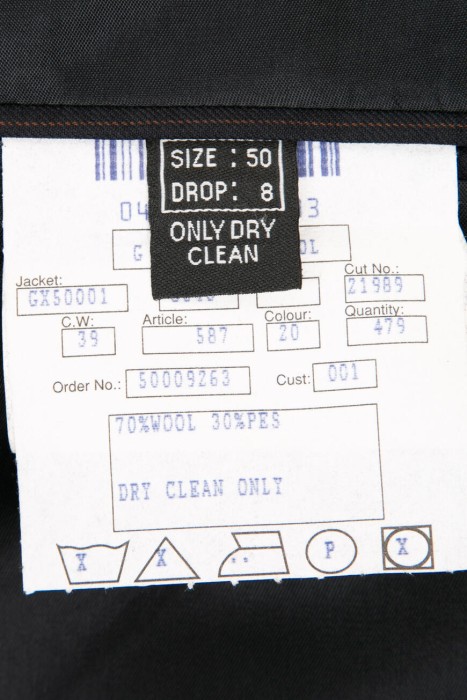 SIZE : 50
DROP: 8
ONLY DRY
CLEAN
Jacket:
GX50001
Cut No.:
21989
C.W:
39
Article:
587
Colour:
20
Quantity:
479
Order No.: 50009263
Cust: 001
70%WOOL 30%PES
DRY CLEAN ONLY
X X P X